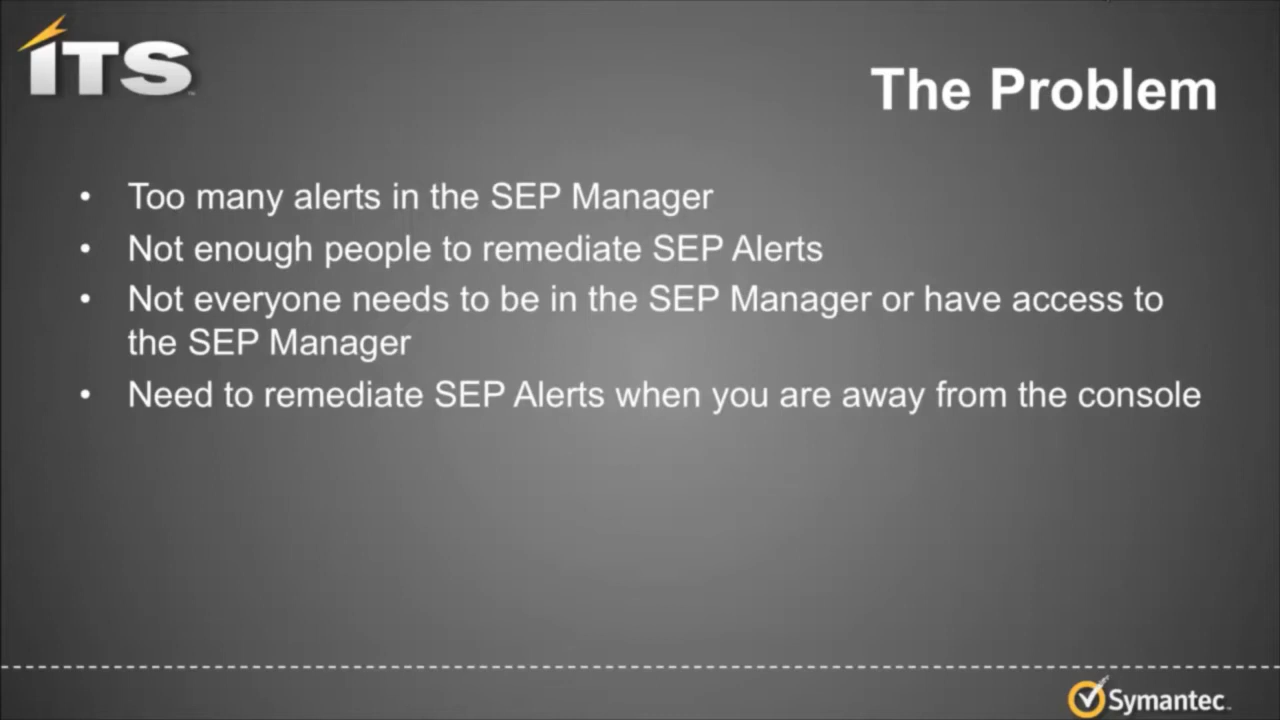 ITS
The Problem
• Too many alerts in the SEP Manager
• Not enough people to remediate SEP Alerts
• Not everyone needs to be in the SEP Manager or have access to
the SEP Manager
• Need to remediate SEP Alerts when you are away from the console
Symantec.